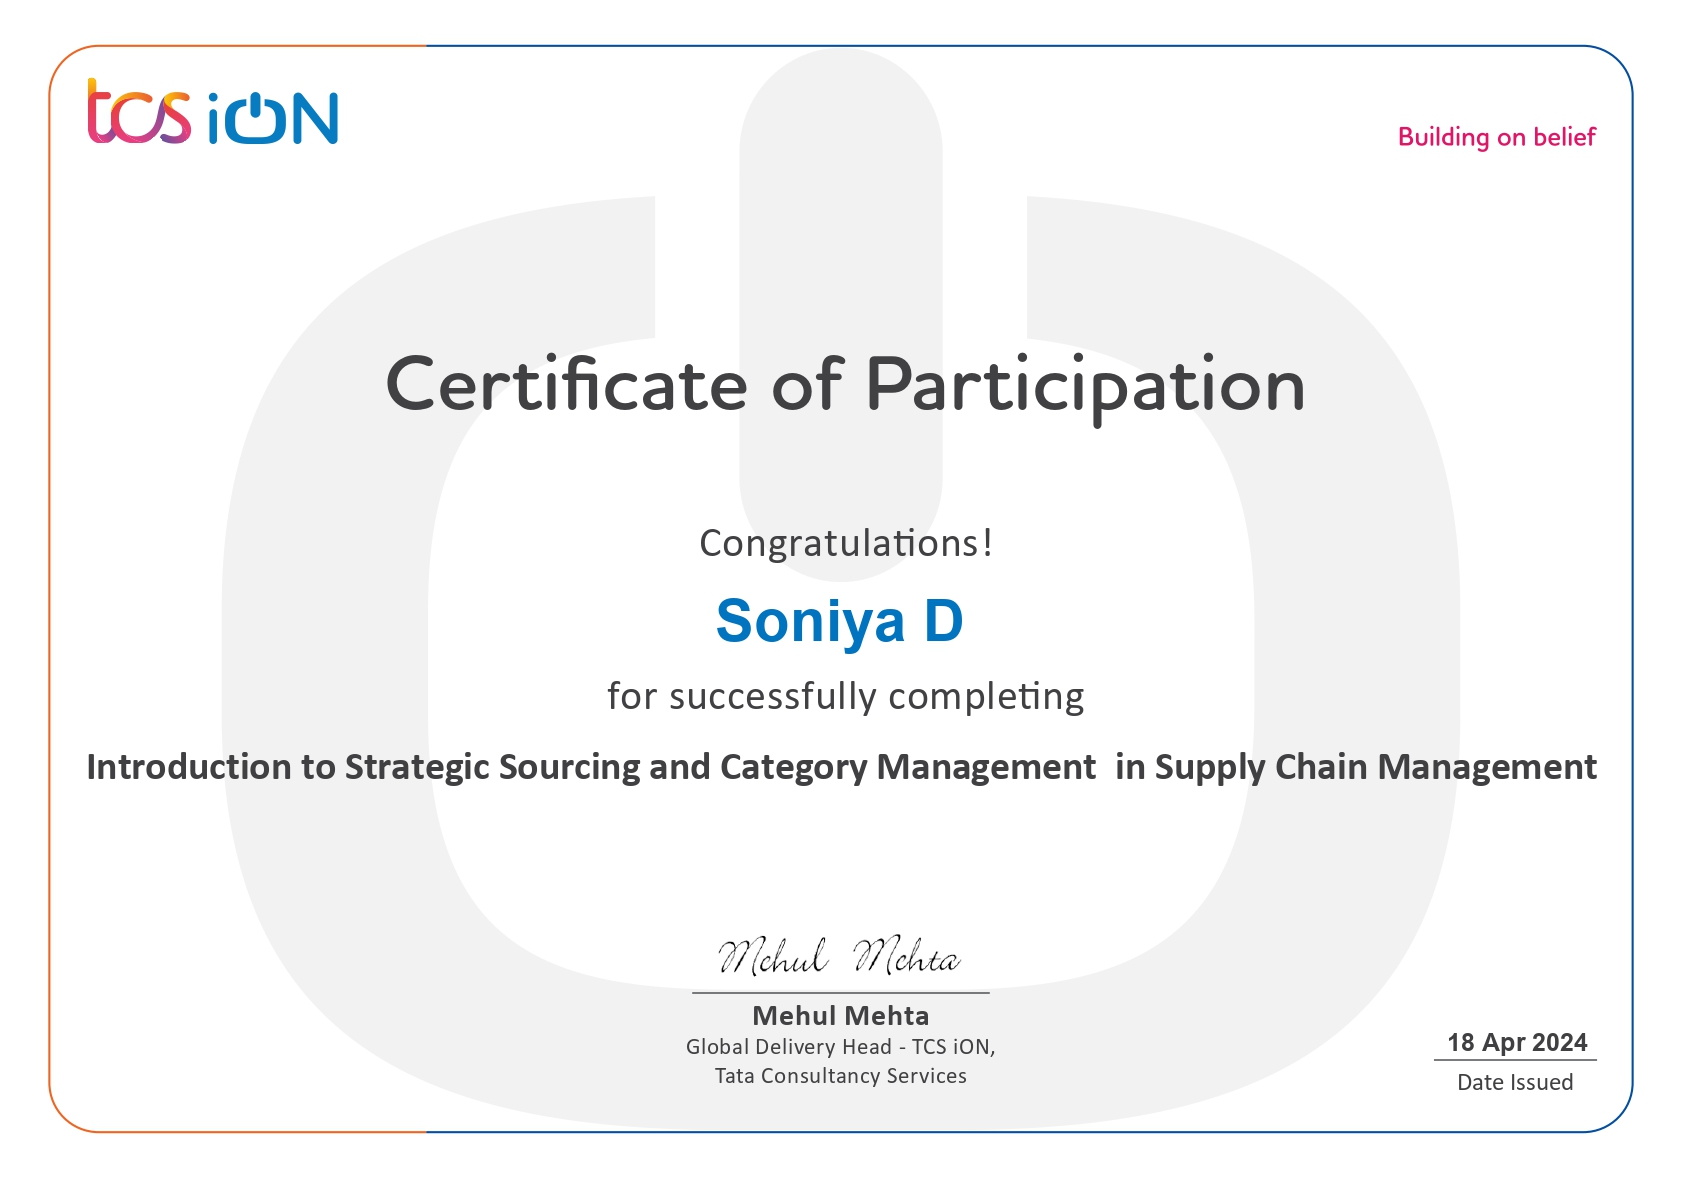 tcs iON
Building on belief
Certificate of Participation
Congratulations!
Soniya D
for successfully completing
Introduction to Strategic Sourcing and Category Management  in Supply Chain Management
Mehul Mehta
Mehul Mehta
Global Delivery Head - TCS iON,
Tata Consultancy Services
18 Apr 2024
Date Issued